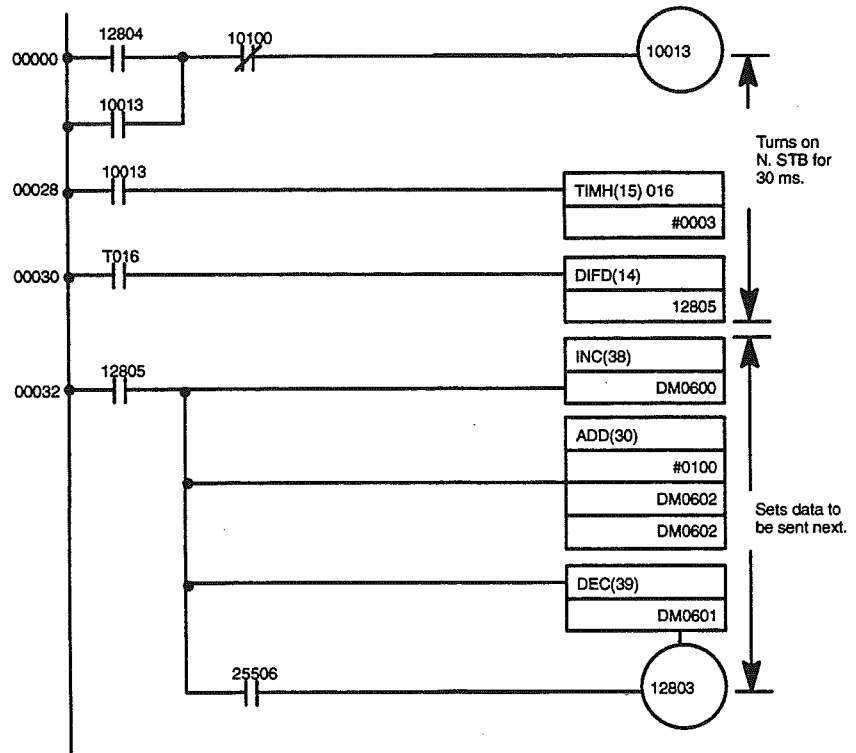 12804
10100
00000
10013
10013
Turns on
N. STB for
30 ms.
10013
00028
TIMH(15) 016
#0003
T016
00030
DIFD(14)
12805
INC(38)
12805
00032
DM0600
ADD(30)
#0100
DM0602
DM0602
Sets data to
be sent next.
DEC(39)
DM0601
25506
12803